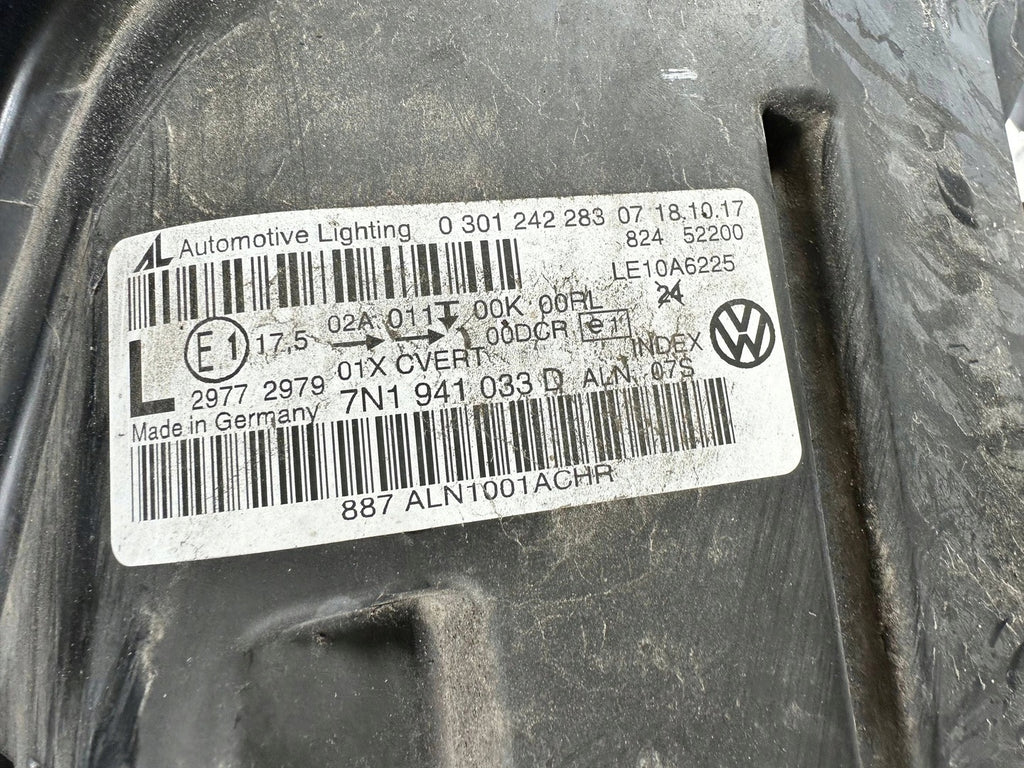 AL Automotive Lighting 0 301 242 283 07 18.10.17
824 52200
LE10A6225
24
02A 011 00K 00RL
L E1 17,5 00DCR e1
01X CVERT INDEX
2977 2979 7N1 941 033 D ALN. 07S
Made in Germany
887 ALN1001ACHR
VW